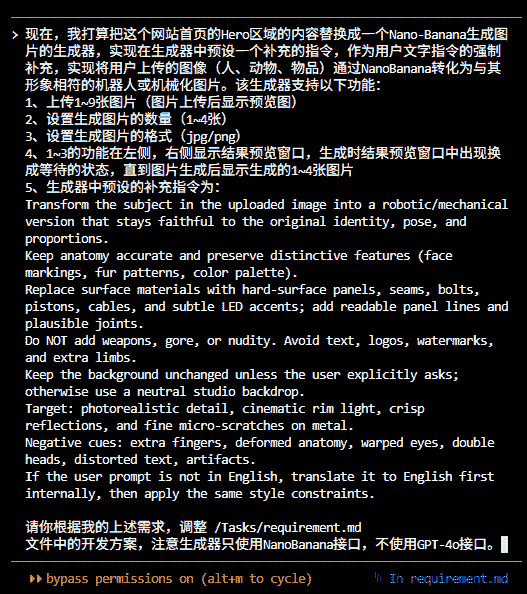 > 现在，我打算把这个网站首页的Hero区域的内容替换成一个Nano-Banana生成图
片的生成器，实现在生成器中预设一个补充的指令，作为用户文字指令的强制
补充，实现将用户上传的图像（人、动物、物品）通过NanoBanana转化为与其
形象相符的机器人或机械化图片。该生成器支持以下功能：
1、上传1~9张图片（图片上传后显示预览图）
2、设置生成图片的数量（1~4张）
3、设置生成图片的格式（jpg/png）
4、1~3的功能在左侧，右侧显示结果预览窗口，生成时结果预览窗口中出现换
成等待的状态，直到图片生成后显示生成的1~4张图片
5、生成器中预设的补充指令为：
Transform the subject in the uploaded image into a robotic/mechanical
version that stays faithful to the original identity, pose, and
proportions.
Keep anatomy accurate and preserve distinctive features (face
markings, fur patterns, color palette).
Replace surface materials with hard-surface panels, seams, bolts,
pistons, cables, and subtle LED accents; add readable panel lines and
plausible joints.
Do NOT add weapons, gore, or nudity. Avoid text, logos, watermarks,
and extra limbs.
Keep the background unchanged unless the user explicitly asks;
otherwise use a neutral studio backdrop.
Target: photorealistic detail, cinematic rim light, crisp
reflections, and fine micro-scratches on metal.
Negative cues: extra fingers, deformed anatomy, warped eyes, double
heads, distorted text, artifacts.
If the user prompt is not in English, translate it to English first
internally, then apply the same style constraints.
请你根据我的上述需求，调整 /Tasks/requirement.md
文件中的开发方案，注意生成器只使用NanoBanana接口，不使用GPT-4o接口。
⏵⏵bypass permissions on (alt+m to cycle)
In requirement.md